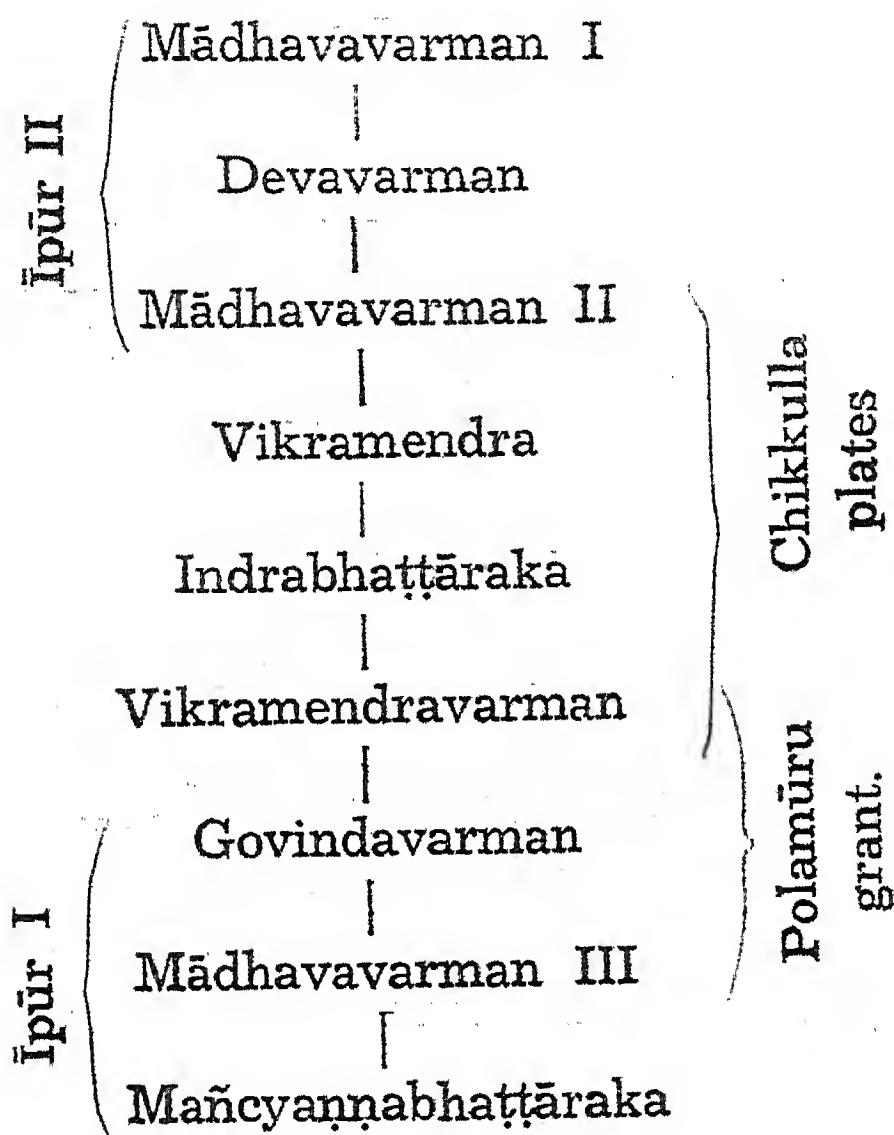 Mādhavavarman I
Devavarman
Īpūr II
Mādhavavarman II
Vikramendra
Chikkulla
plates
Indrabhaṭṭāraka
Vikramendravarman
Govindavarman
Polamūru
grant.
Īpūr I
Mādhavavarman III
Mañcyaṇṇabhaṭṭāraka